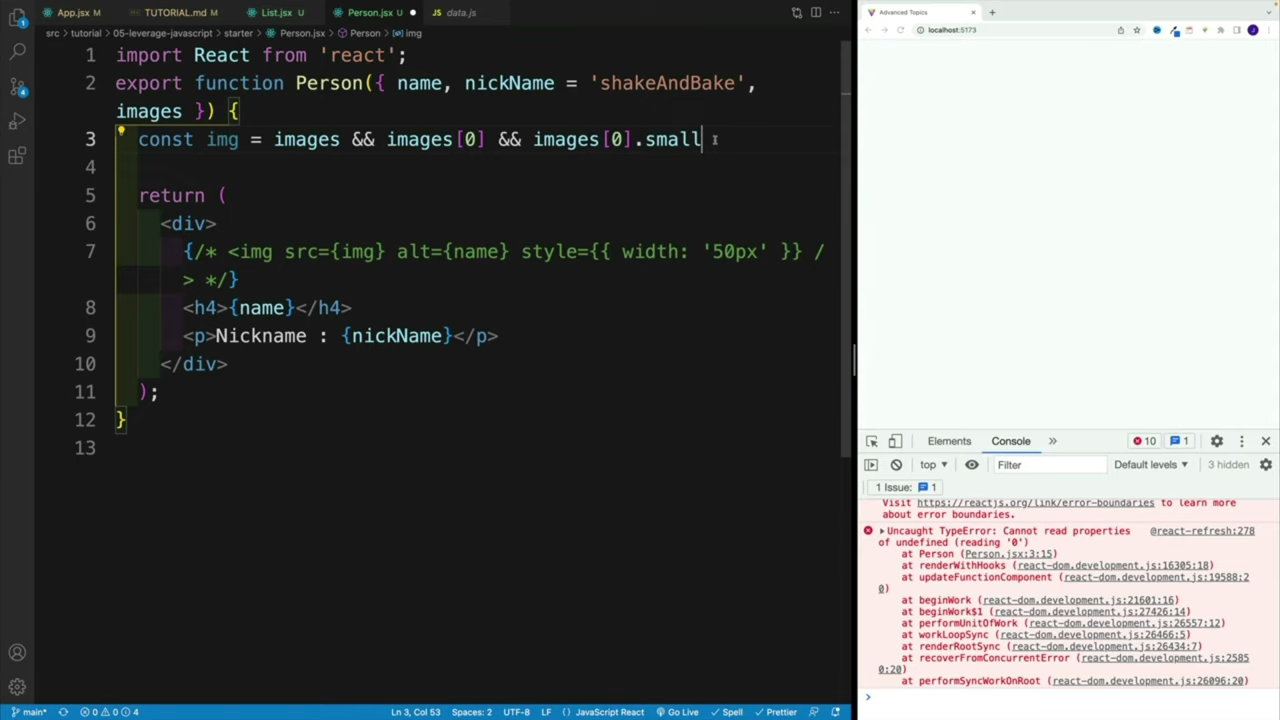 App.jsx M TUTORIAL.md M List.jsx U Person.jsx U data.js
src tutorial 05-leverage-javascript starter Person.jsx Person img
1 import React from 'react';
2 export function Person({ name, nickName = 'shakeAndBake',
images }) {
3 const img = images && images[0] && images[0].small
4
5 return (
6 <div>
7 {/* <img src={img} alt={name} style={{ width: '50px' }} /
> */}
8 <h4>{name}</h4>
9 <p>Nickname : {nickName}</p>
10 </div>
11 );
12 }
13
main* 0 0 4 Ln 3, Col 53 Spaces: 2 UTF-8 LF JavaScript React Go Live Spell Prettier
Advanced Topics
localhost:5173
Elements Console 10 1
top Filter Default levels 3 hidden
1 Issue: 1
Visit https://reactjs.org/link/error-boundaries to learn more
about error boundaries.
Uncaught TypeError: Cannot read properties @react-refresh:278
of undefined (reading '0')
at Person (Person.jsx:3:15)
at renderWithHooks (react-dom.development.js:16305:18)
at updateFunctionComponent (react-dom.development.js:19588:2
0)
at beginWork (react-dom.development.js:21601:16)
at beginWork$1 (react-dom.development.js:27426:14)
at performUnitOfWork (react-dom.development.js:26557:12)
at workLoopSync (react-dom.development.js:26466:5)
at renderRootSync (react-dom.development.js:26434:7)
at recoverFromConcurrentError (react-dom.development.js:2585
0:20)
at performSyncWorkOnRoot (react-dom.development.js:26096:20)